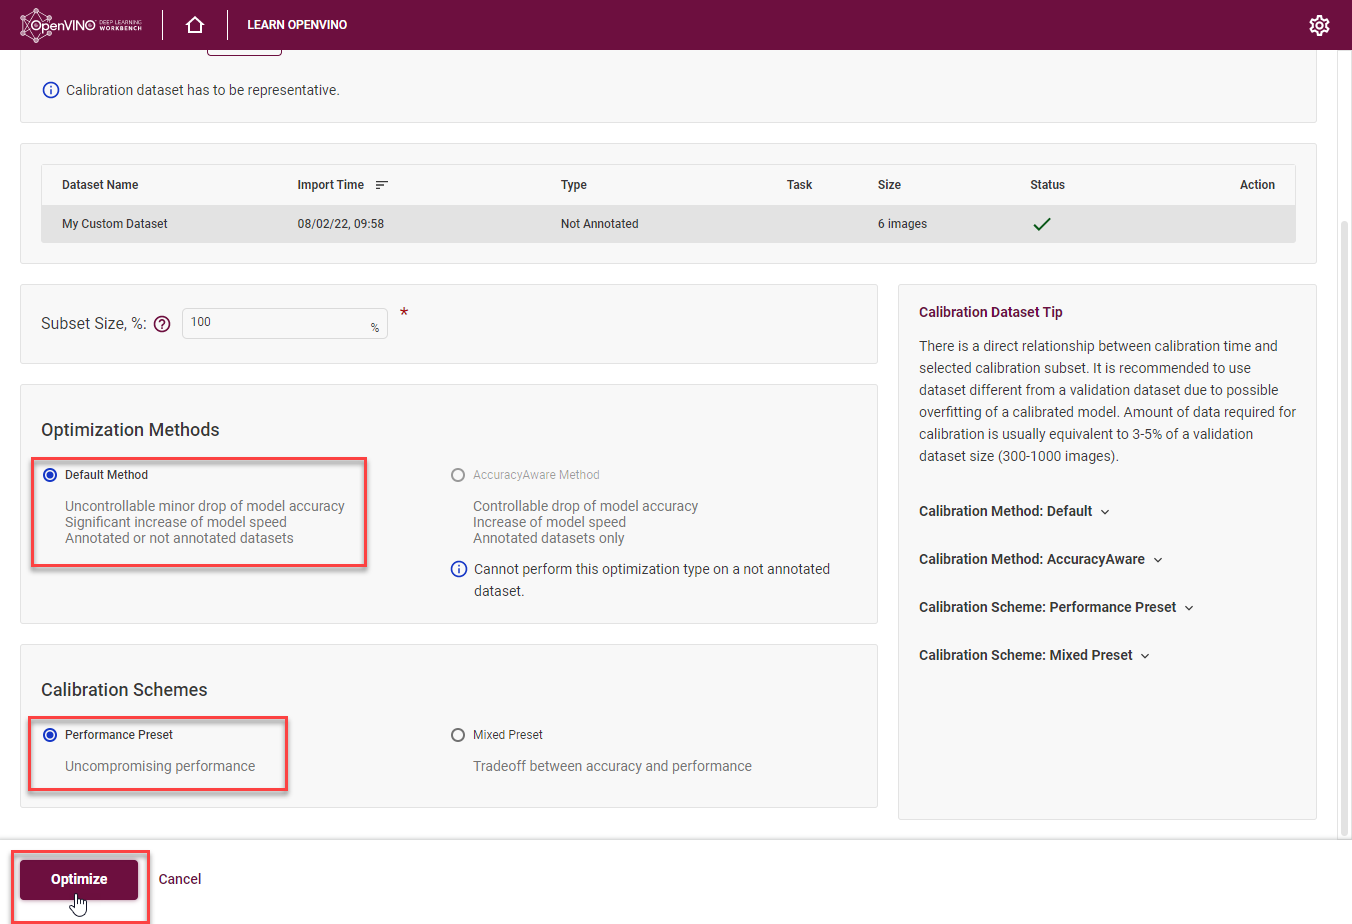 OpenVINO DEEP LEARNING WORKBENCH
LEARN OPENVINO
Calibration dataset has to be representative.
Dataset Name Import Time Type Task Size Status Action
My Custom Dataset 08/02/22, 09:58 Not Annotated 6 images
Subset Size, %: ? 100 % *
Optimization Methods
Default Method
Uncontrollable minor drop of model accuracy
Significant increase of model speed
Annotated or not annotated datasets
AccuracyAware Method
Controllable drop of model accuracy
Increase of model speed
Annotated datasets only
Cannot perform this optimization type on a not annotated
dataset.
Calibration Schemes
Performance Preset
Uncompromising performance
Mixed Preset
Tradeoff between accuracy and performance
Calibration Dataset Tip
There is a direct relationship between calibration time and
selected calibration subset. It is recommended to use
dataset different from a validation dataset due to possible
overfitting of a calibrated model. Amount of data required for
calibration is usually equivalent to 3-5% of a validation
dataset size (300-1000 images).
Calibration Method: Default
Calibration Method: AccuracyAware
Calibration Scheme: Performance Preset
Calibration Scheme: Mixed Preset
Optimize Cancel